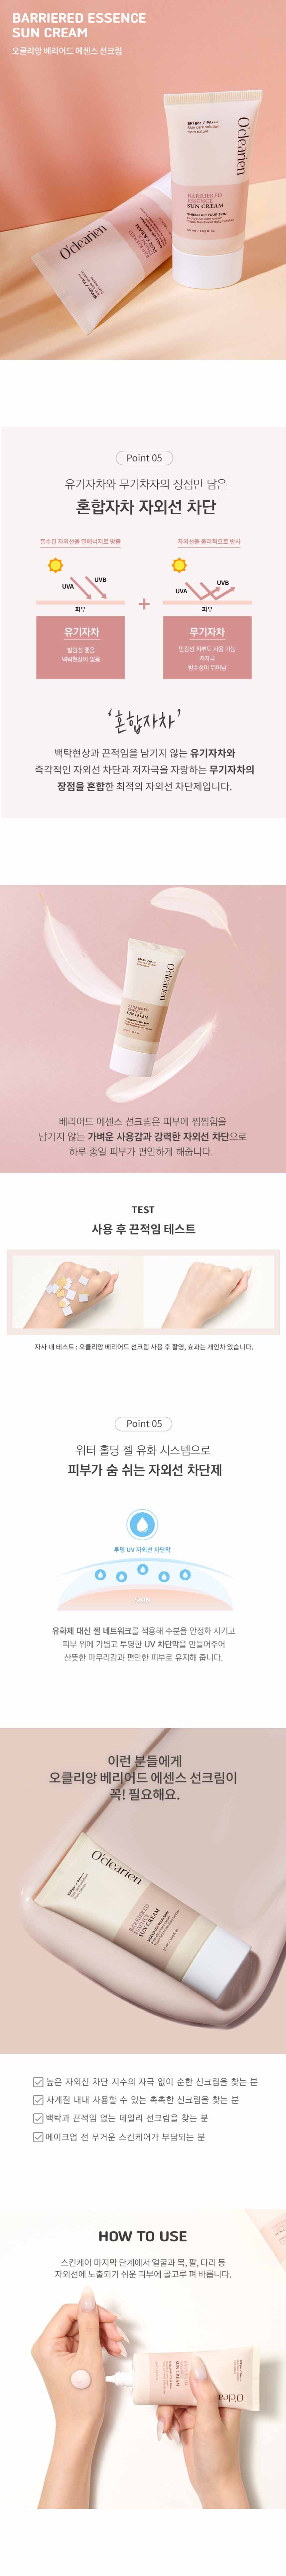 BARRIERED ESSENCE
SUN CREAM
오클리앙 베리어드 에센스 선크림
SPF50+ / PA++++
Skin care solution
from nature
O'clearien
BARRIERED
ESSENCE
SUN CREAM
SHIELD UP! YOUR SKIN
O'clearien
BARRIERED
ESSENCE
SUN CREAM
Point 05
유기자차와 무기차자의 장점만 담은
혼합자차 자외선 차단
흡수된 자외선을 열에너지로 방출
자외선을 물리적으로 반사
UVA
UVB
피부
UVA
UVB
피부
+
유기자차
발림성 좋음
백탁현상이 없음
무기자차
민감성 피부도 사용 가능
저자극
방수성이 뛰어남
‘혼합자차’
백탁현상과 끈적임을 남기지 않는 유기자차와
즉각적인 자외선 차단과 저자극을 자랑하는 무기자차의
장점을 혼합한 최적의 자외선 차단제입니다.
O'clearien
BARRIERED
ESSENCE
SUN CREAM
베리어드 에센스 선크림은 피부에 찝찝함을
남기지 않는 가벼운 사용감과 강력한 자외선 차단으로
하루 종일 피부가 편안하게 해줍니다.
TEST
사용 후 끈적임 테스트
자사 내 테스트 : 오클리앙 베리어드 선크림 사용 후 촬영, 효과는 개인차 있습니다.
Point 05
워터 홀딩 젤 유화 시스템으로
피부가 숨 쉬는 자외선 차단제
투명 UV 자외선 차단막
SKIN
유화제 대신 젤 네트워크를 적용해 수분을 안정화 시키고
피부 위에 가볍고 투명한 UV 차단막을 만들어주어
산뜻한 마무리감과 편안한 피부로 유지해 줍니다.
이런 분들에게
오클리앙 베리어드 에센스 선크림이
꼭! 필요해요.
O'clearien
BARRIERED
ESSENCE
SUN CREAM
높은 자외선 차단 지수의 자극 없이 순한 선크림을 찾는 분
사계절 내내 사용할 수 있는 촉촉한 선크림을 찾는 분
백탁과 끈적임 없는 데일리 선크림을 찾는 분
메이크업 전 무거운 스킨케어가 부담되는 분
HOW TO USE
스킨케어 마지막 단계에서 얼굴과 목, 팔, 다리 등
자외선에 노출되기 쉬운 피부에 골고루 펴 바릅니다.
BARRIERED
ESSENCE
SUN CREAM
O'clea